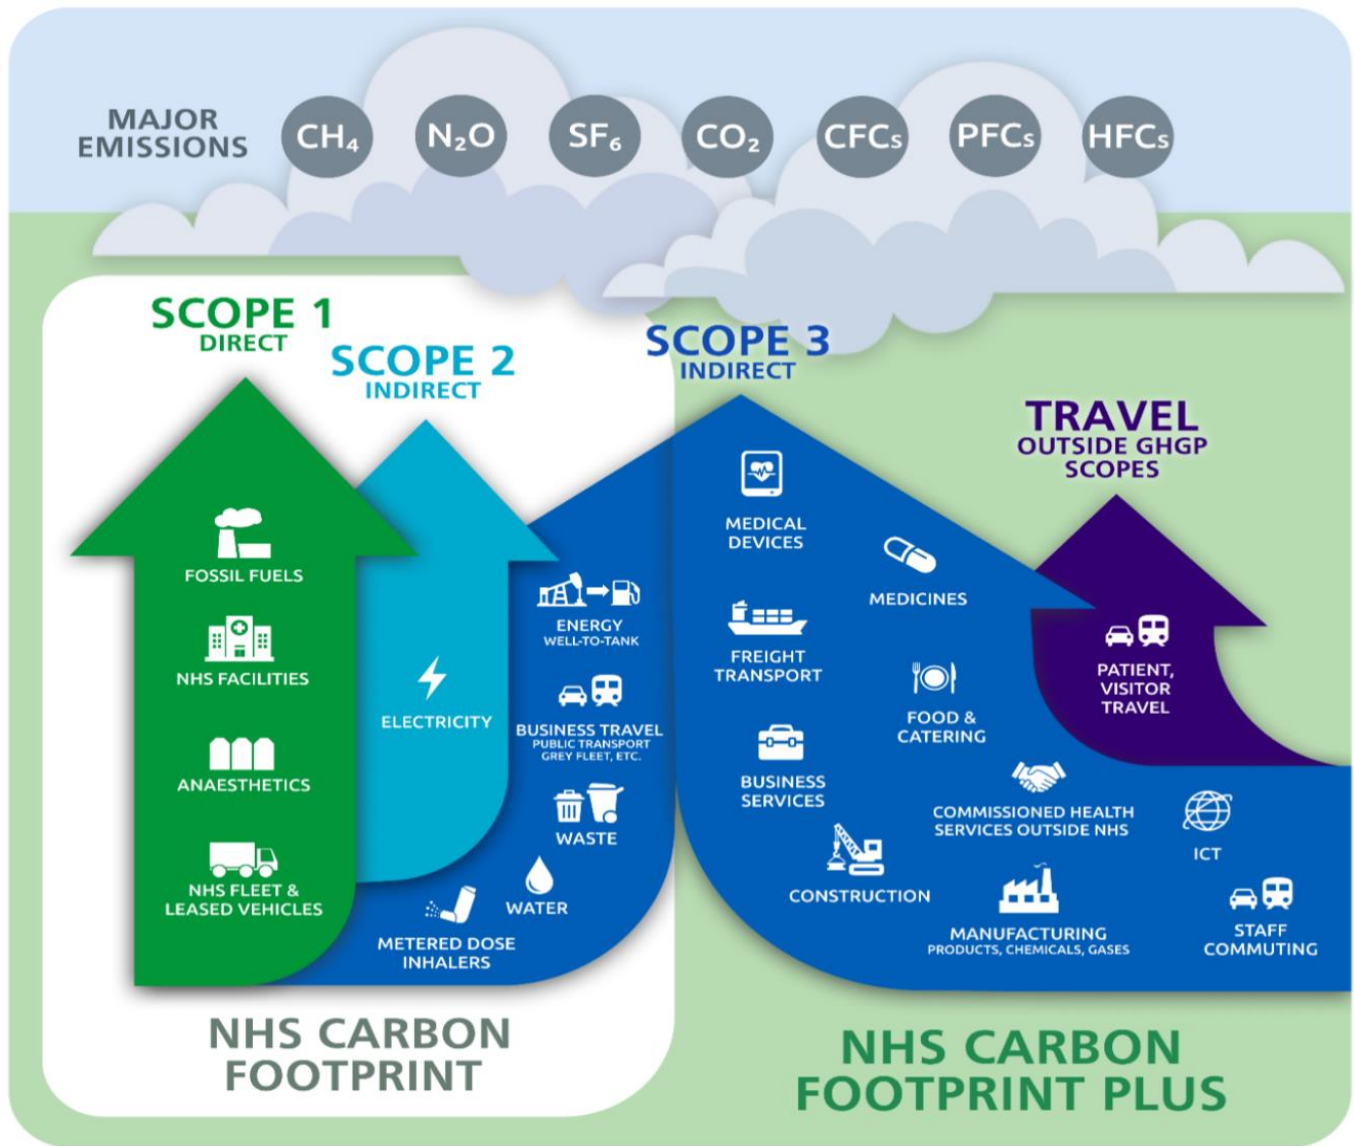 MAJOR
EMISSIONS
CH₄
N₂O
SF₆
CO₂
CFCs
PFCs
HFCs
SCOPE 1
DIRECT
FOSSIL FUELS
NHS FACILITIES
ANAESTHETICS
NHS FLEET &
LEASED VEHICLES
SCOPE 2
INDIRECT
ELECTRICITY
SCOPE 3
INDIRECT
ENERGY
WELL-TO-TANK
BUSINESS TRAVEL
PUBLIC TRANSPORT
GREY FLEET, ETC.
WASTE
WATER
METERED DOSE
INHALERS
MEDICAL
DEVICES
MEDICINES
FREIGHT
TRANSPORT
FOOD &
CATERING
BUSINESS
SERVICES
COMMISSIONED HEALTH
SERVICES OUTSIDE NHS
CONSTRUCTION
MANUFACTURING
PRODUCTS, CHEMICALS, GASES
ICT
STAFF
COMMUTING
TRAVEL
OUTSIDE GHGP
SCOPES
PATIENT,
VISITOR
TRAVEL
NHS CARBON
FOOTPRINT
NHS CARBON
FOOTPRINT PLUS